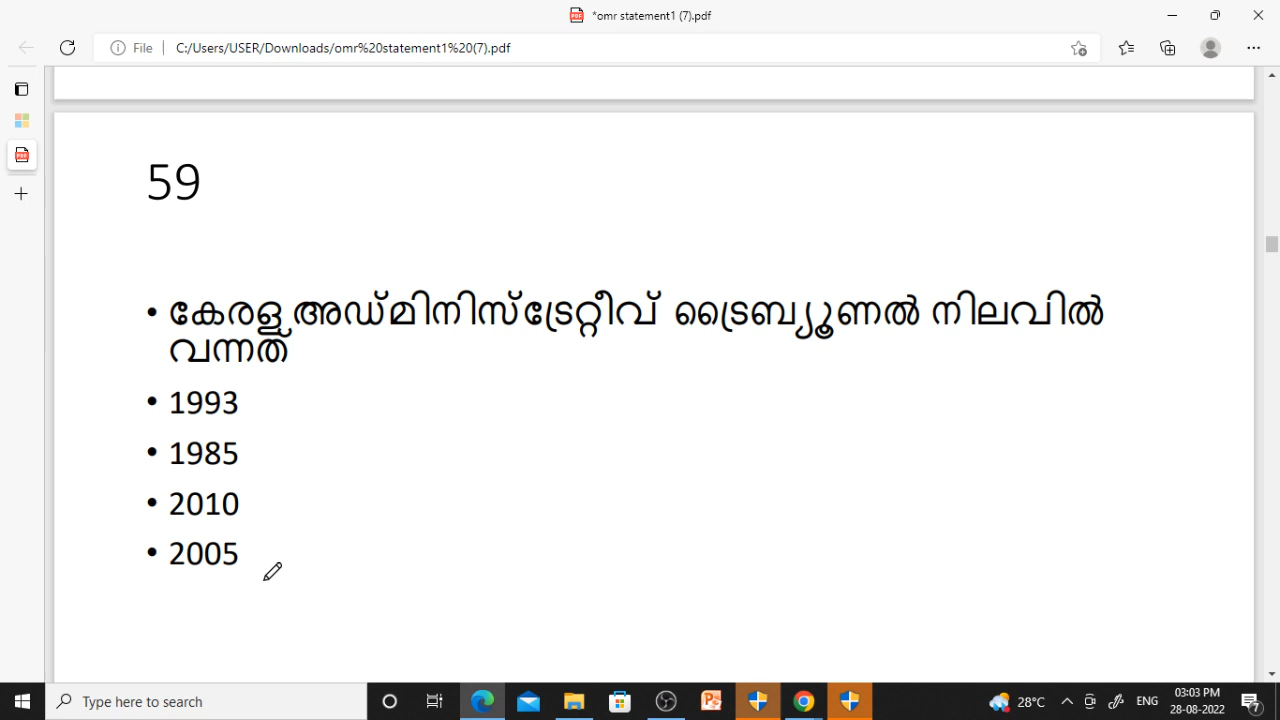 *omr statement1 (7).pdf
File C:/Users/USER/Downloads/omr%20statement1%20(7).pdf
59
• കേരള അഡ്മിനിസ്ട്രേറ്റീവ് ട്രൈബ്യൂണൽ നിലവിൽ
വന്നത്
• 1993
• 1985
• 2010
• 2005
Type here to search
28°C ENG 03:03 PM
28-08-2022
7